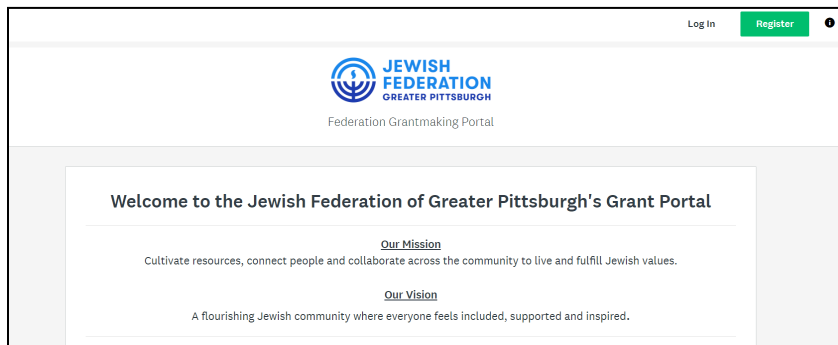 Log In Register
JEWISH
FEDERATION
GREATER PITTSBURGH
Federation Grantmaking Portal
Welcome to the Jewish Federation of Greater Pittsburgh's Grant Portal
Our Mission
Cultivate resources, connect people and collaborate across the community to live and fulfill Jewish values.
Our Vision
A flourishing Jewish community where everyone feels included, supported and inspired.